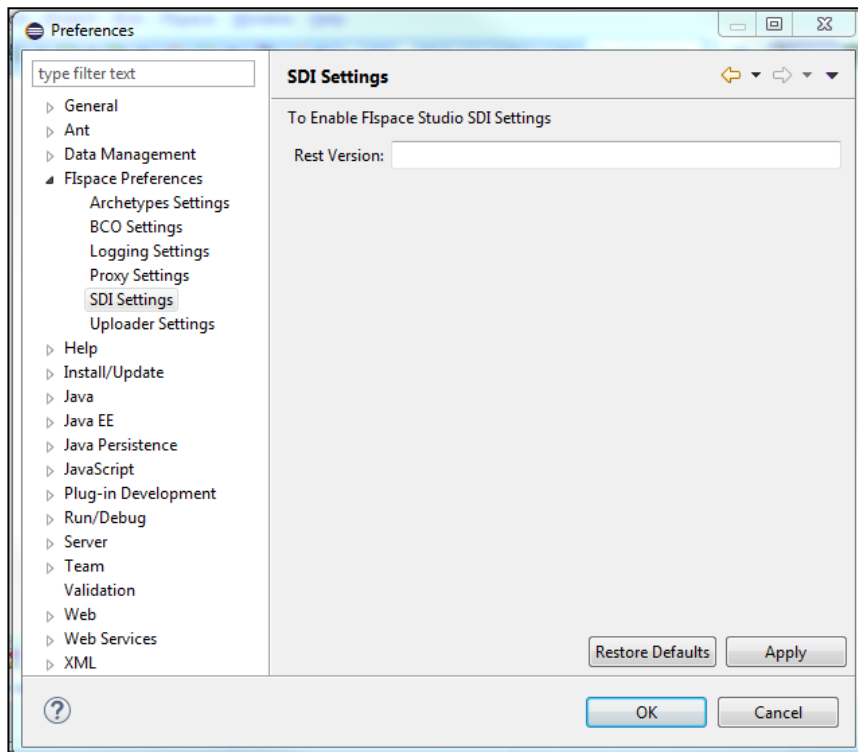 Preferences
type filter text
General
Ant
Data Management
FIspace Preferences
Archetypes Settings
BCO Settings
Logging Settings
Proxy Settings
SDI Settings
Uploader Settings
Help
Install/Update
Java
Java EE
Java Persistence
JavaScript
Plug-in Development
Run/Debug
Server
Team
Validation
Web
Web Services
XML
SDI Settings
To Enable FIspace Studio SDI Settings
Rest Version:
Restore Defaults Apply
? OK Cancel